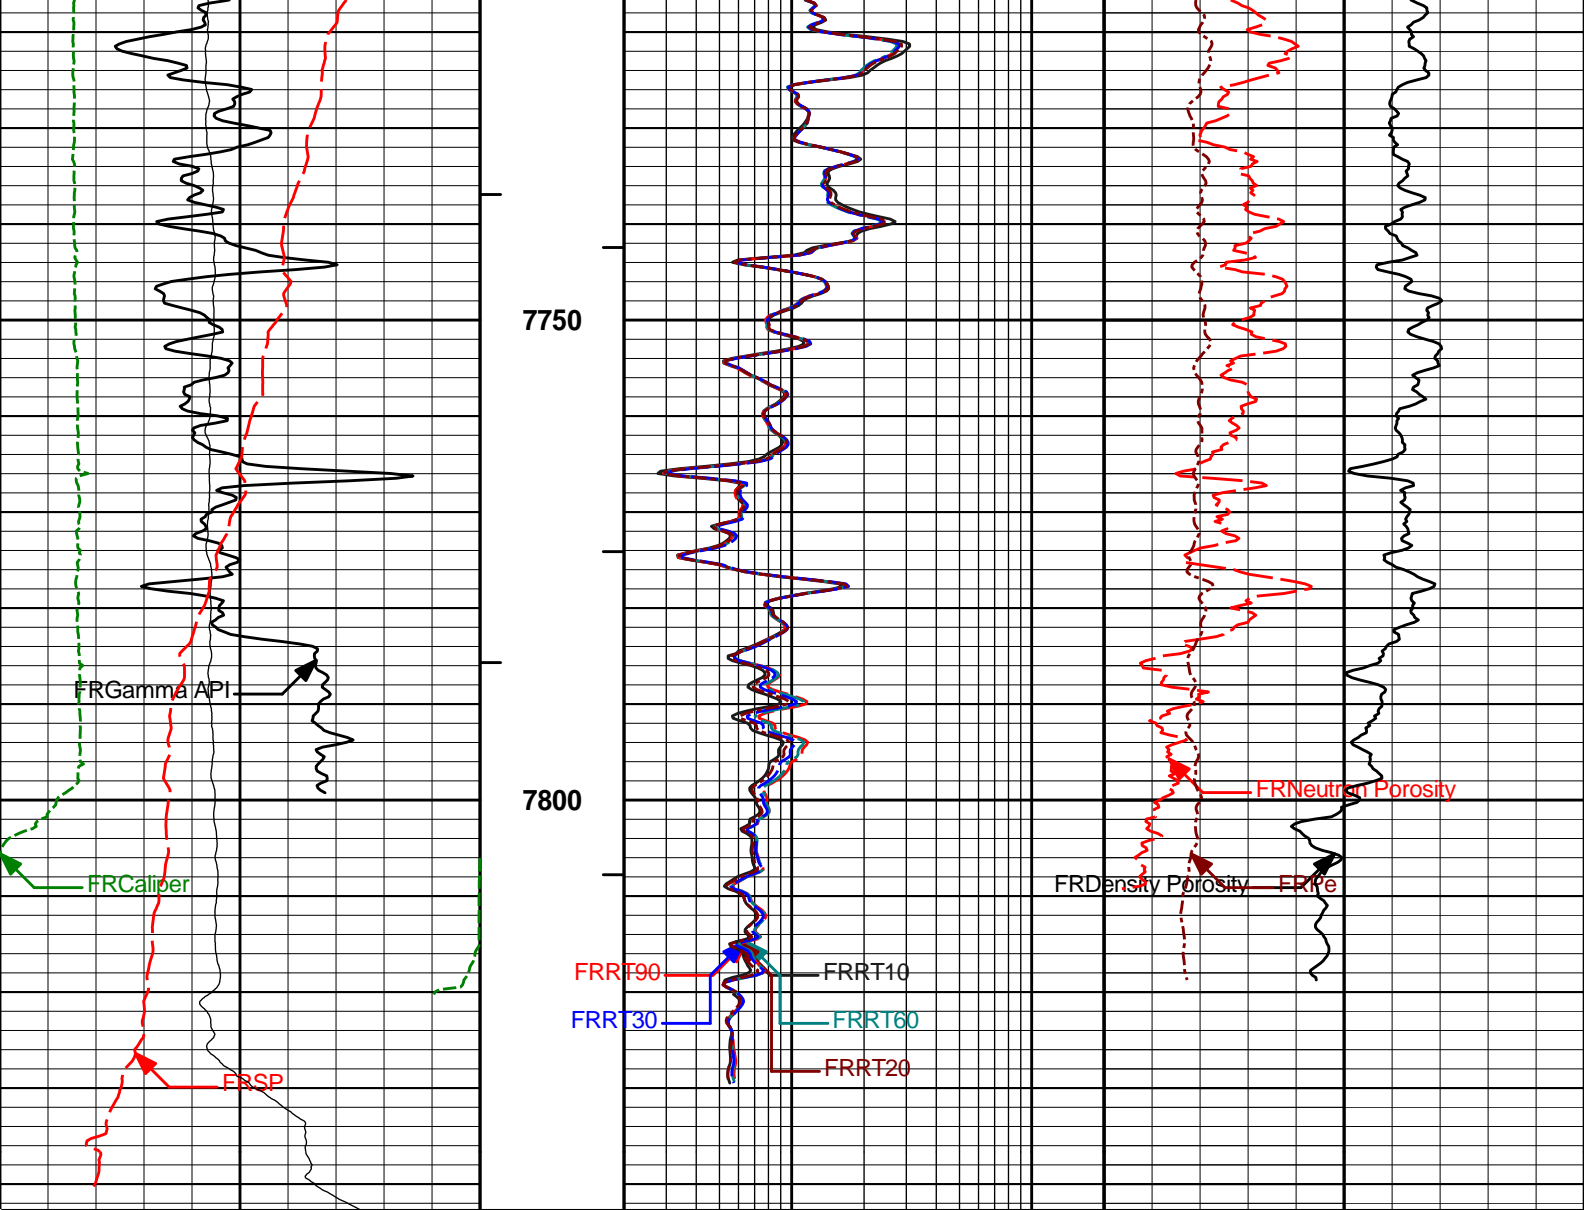 7750
FRGamma API
7800
FRNeutron Porosity
FRCaliper
FRDensity Porosity
FRPe
FRRT90
FRRT10
FRRT30
FRRT60
FRRT20
FRSP